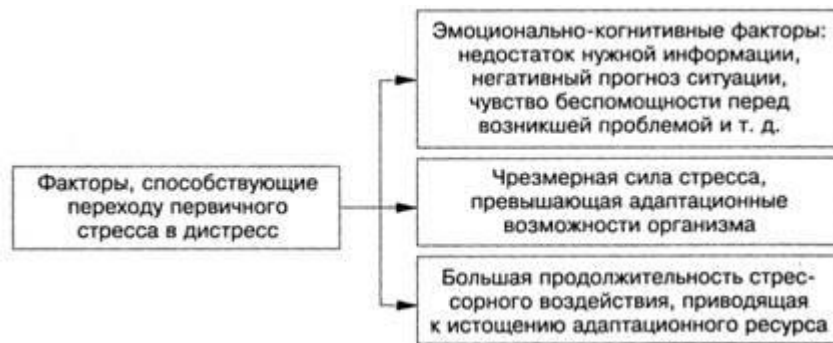 Факторы, способствующие
переходу первичного
стресса в дистресс
Эмоционально-когнитивные факторы:
недостаток нужной информации,
негативный прогноз ситуации,
чувство беспомощности перед
возникшей проблемой и т. д.
Чрезмерная сила стресса,
превышающая адаптационные
возможности организма
Большая продолжительность стрес-
сорного воздействия, приводящая
к истощению адаптационного ресурса